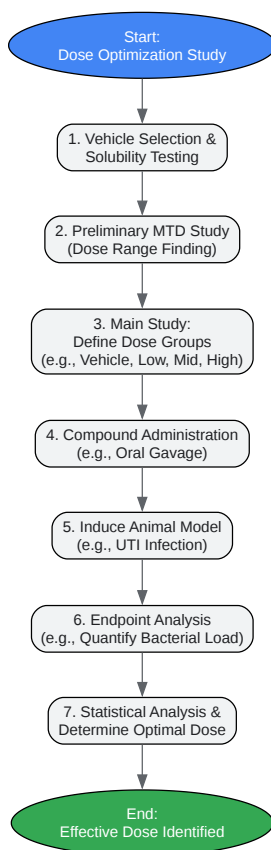 Start:
Dose Optimization Study
1. Vehicle Selection &
Solubility Testing
2. Preliminary MTD Study
(Dose Range Finding)
3. Main Study:
Define Dose Groups
(e.g., Vehicle, Low, Mid, High)
4. Compound Administration
(e.g., Oral Gavage)
5. Induce Animal Model
(e.g., UTI Infection)
6. Endpoint Analysis
(e.g., Quantify Bacterial Load)
7. Statistical Analysis &
Determine Optimal Dose
End:
Effective Dose Identified